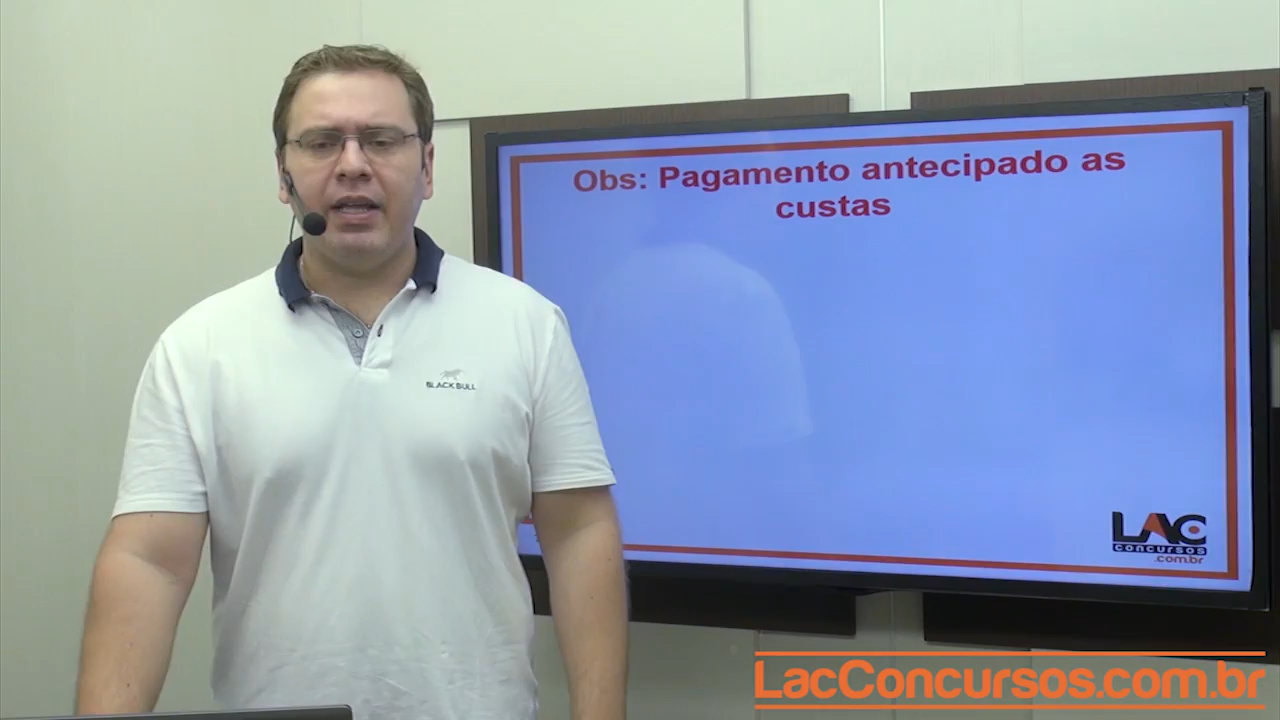 Obs: Pagamento antecipado as
custas
BLACK BULL
LAC
concursos
.com.br
LacConcursos.com.br